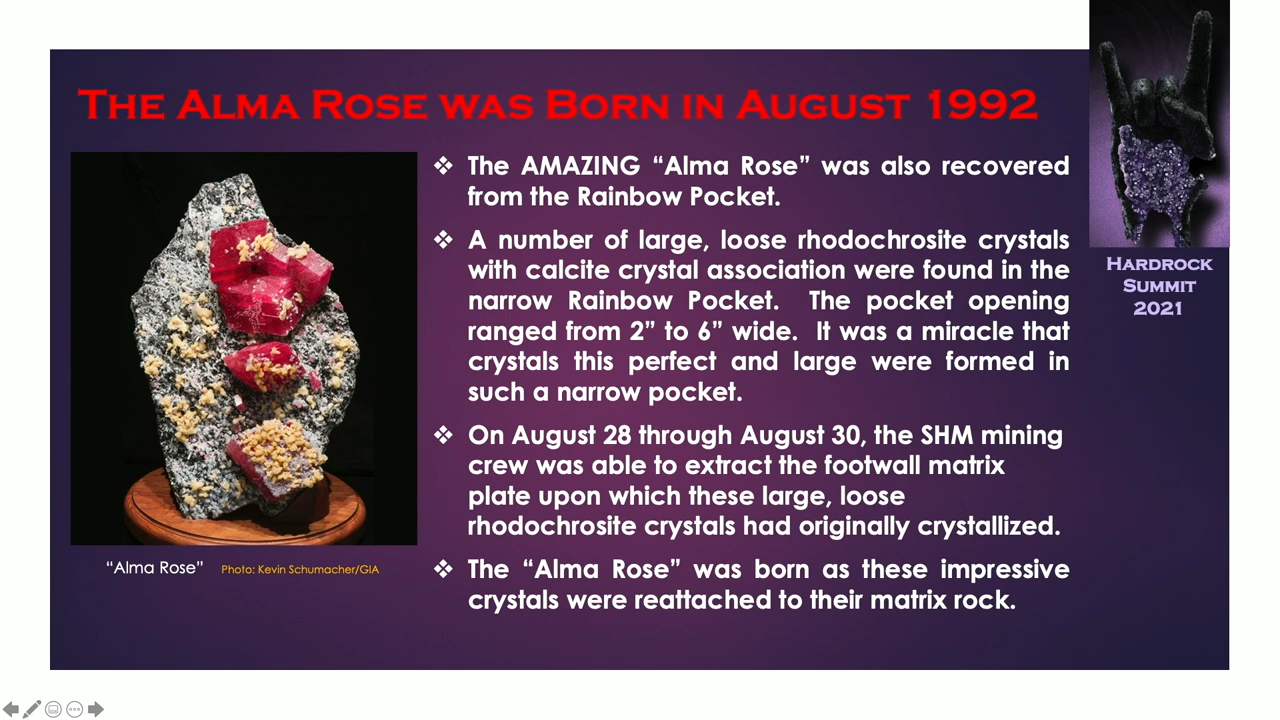 THE ALMA ROSE WAS BORN IN AUGUST 1992
❖ The AMAZING “Alma Rose” was also recovered
from the Rainbow Pocket.
❖ A number of large, loose rhodochrosite crystals
with calcite crystal association were found in the
narrow Rainbow Pocket. The pocket opening
ranged from 2” to 6” wide. It was a miracle that
crystals this perfect and large were formed in
such a narrow pocket.
❖ On August 28 through August 30, the SHM mining
crew was able to extract the footwall matrix
plate upon which these large, loose
rhodochrosite crystals had originally crystallized.
❖ The “Alma Rose” was born as these impressive
crystals were reattached to their matrix rock.
“Alma Rose” Photo: Kevin Schumacher/GIA
HARDROCK
SUMMIT
2021